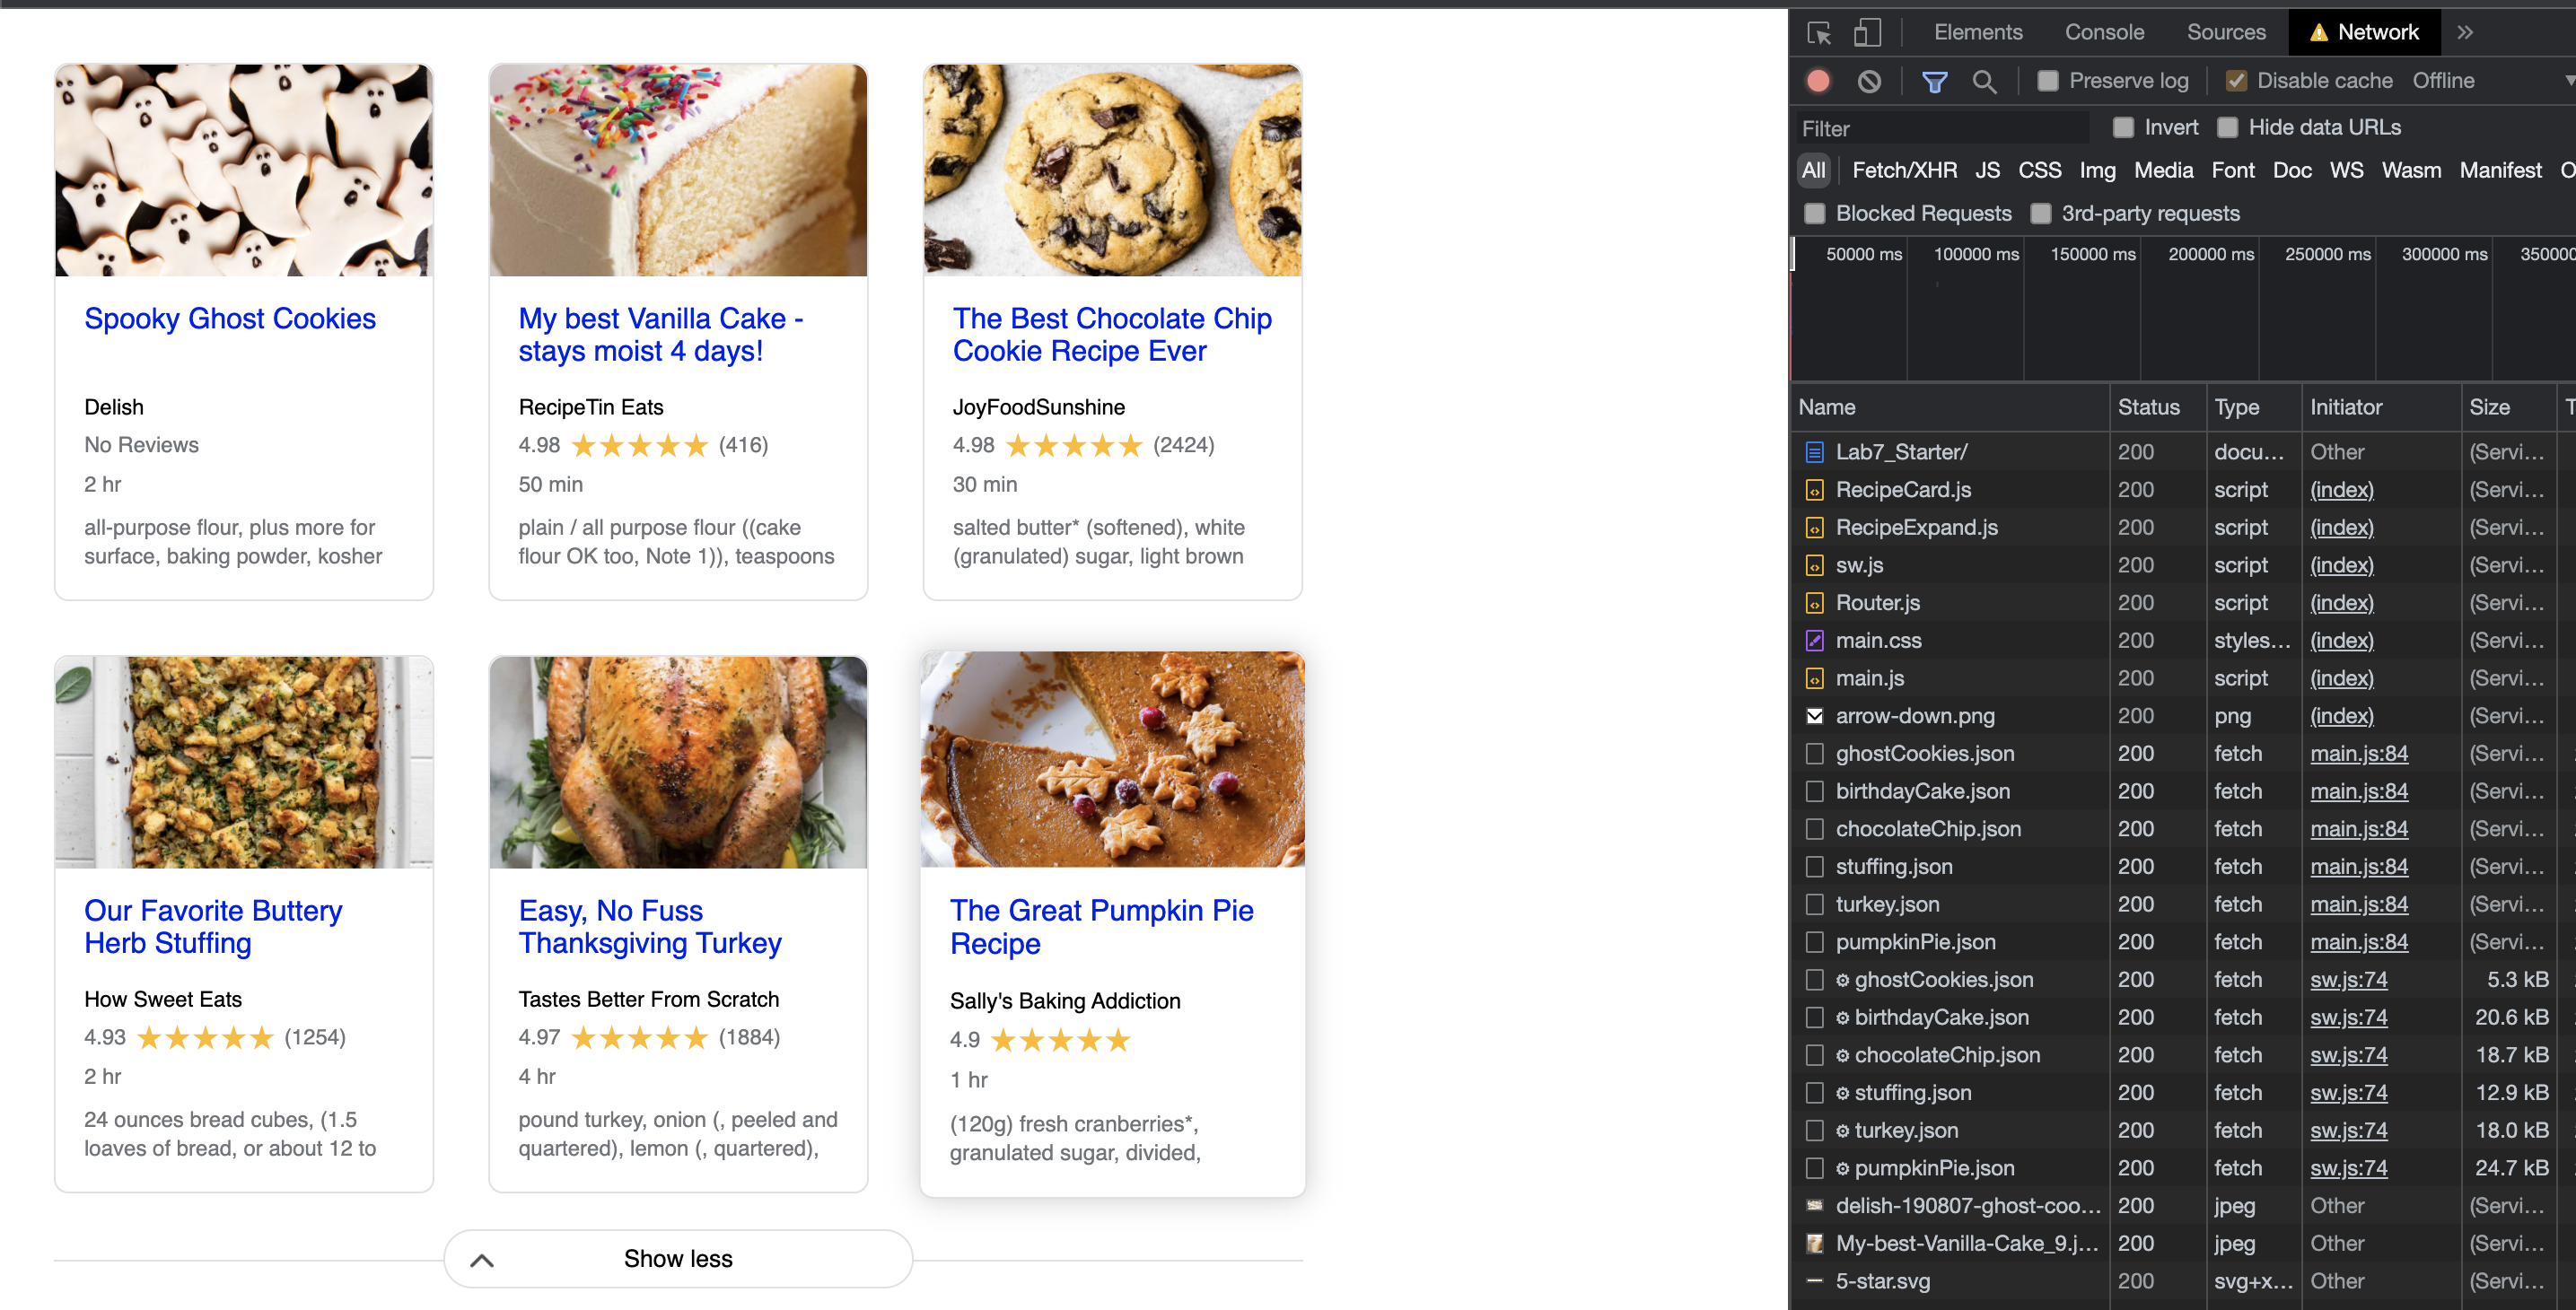 Spooky Ghost Cookies
Delish
No Reviews
2 hr
all-purpose flour, plus more for
surface, baking powder, kosher
My best Vanilla Cake -
stays moist 4 days!
RecipeTin Eats
4.98 ★★★★★ (416)
50 min
plain / all purpose flour ((cake
flour OK too, Note 1)), teaspoons
The Best Chocolate Chip
Cookie Recipe Ever
JoyFoodSunshine
4.98 ★★★★★ (2424)
30 min
salted butter* (softened), white
(granulated) sugar, light brown
Our Favorite Buttery
Herb Stuffing
How Sweet Eats
4.93 ★★★★★ (1254)
2 hr
24 ounces bread cubes, (1.5
loaves of bread, or about 12 to
Easy, No Fuss
Thanksgiving Turkey
Tastes Better From Scratch
4.97 ★★★★★ (1884)
4 hr
pound turkey, onion (, peeled and
quartered), lemon (, quartered),
The Great Pumpkin Pie
Recipe
Sally's Baking Addiction
4.9 ★★★★★
1 hr
(120g) fresh cranberries*,
granulated sugar, divided,
Show less
Elements Console Sources Network »
Preserve log Disable cache Offline
Filter Invert Hide data URLs
All Fetch/XHR JS CSS Img Media Font Doc WS Wasm Manifest
Blocked Requests 3rd-party requests
50000 ms 100000 ms 150000 ms 200000 ms 250000 ms 300000 ms 35000
Name Status Type Initiator Size
Lab7_Starter/ 200 docu... Other (Servi...
RecipeCard.js 200 script (index) (Servi...
RecipeExpand.js 200 script (index) (Servi...
sw.js 200 script (index) (Servi...
Router.js 200 script (index) (Servi...
main.css 200 styles... (index) (Servi...
main.js 200 script (index) (Servi...
arrow-down.png 200 png (index) (Servi...
ghostCookies.json 200 fetch main.js:84 (Servi...
birthdayCake.json 200 fetch main.js:84 (Servi...
chocolateChip.json 200 fetch main.js:84 (Servi...
stuffing.json 200 fetch main.js:84 (Servi...
turkey.json 200 fetch main.js:84 (Servi...
pumpkinPie.json 200 fetch main.js:84 (Servi...
ghostCookies.json 200 fetch sw.js:74 5.3 kB
birthdayCake.json 200 fetch sw.js:74 20.6 kB
chocolateChip.json 200 fetch sw.js:74 18.7 kB
stuffing.json 200 fetch sw.js:74 12.9 kB
turkey.json 200 fetch sw.js:74 18.0 kB
pumpkinPie.json 200 fetch sw.js:74 24.7 kB
delish-190807-ghost-coo... 200 jpeg Other (Servi...
My-best-Vanilla-Cake_9.j... 200 jpeg Other (Servi...
5-star.svg 200 svg+x... Other (Servi...